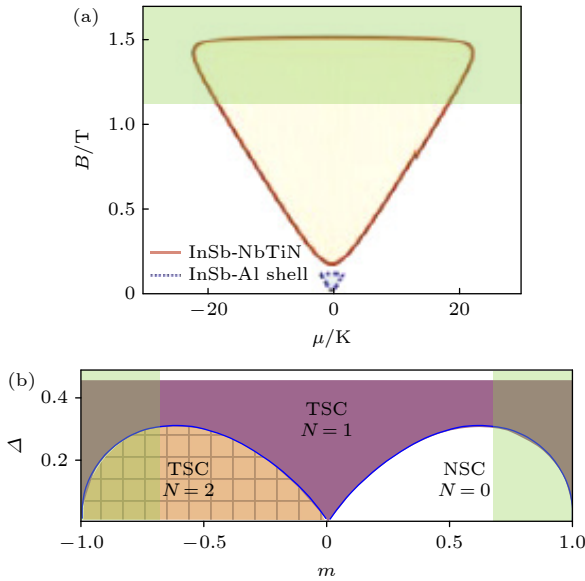 (a)
1.5
1.0
0.5
0
B/T
InSb-NbTiN
InSb-Al shell
−20
0
20
μ/K
(b)
0.4
0.2
Δ
TSC
N = 1
TSC
N = 2
NSC
N = 0
−1.0
−0.5
0
0.5
1.0
m